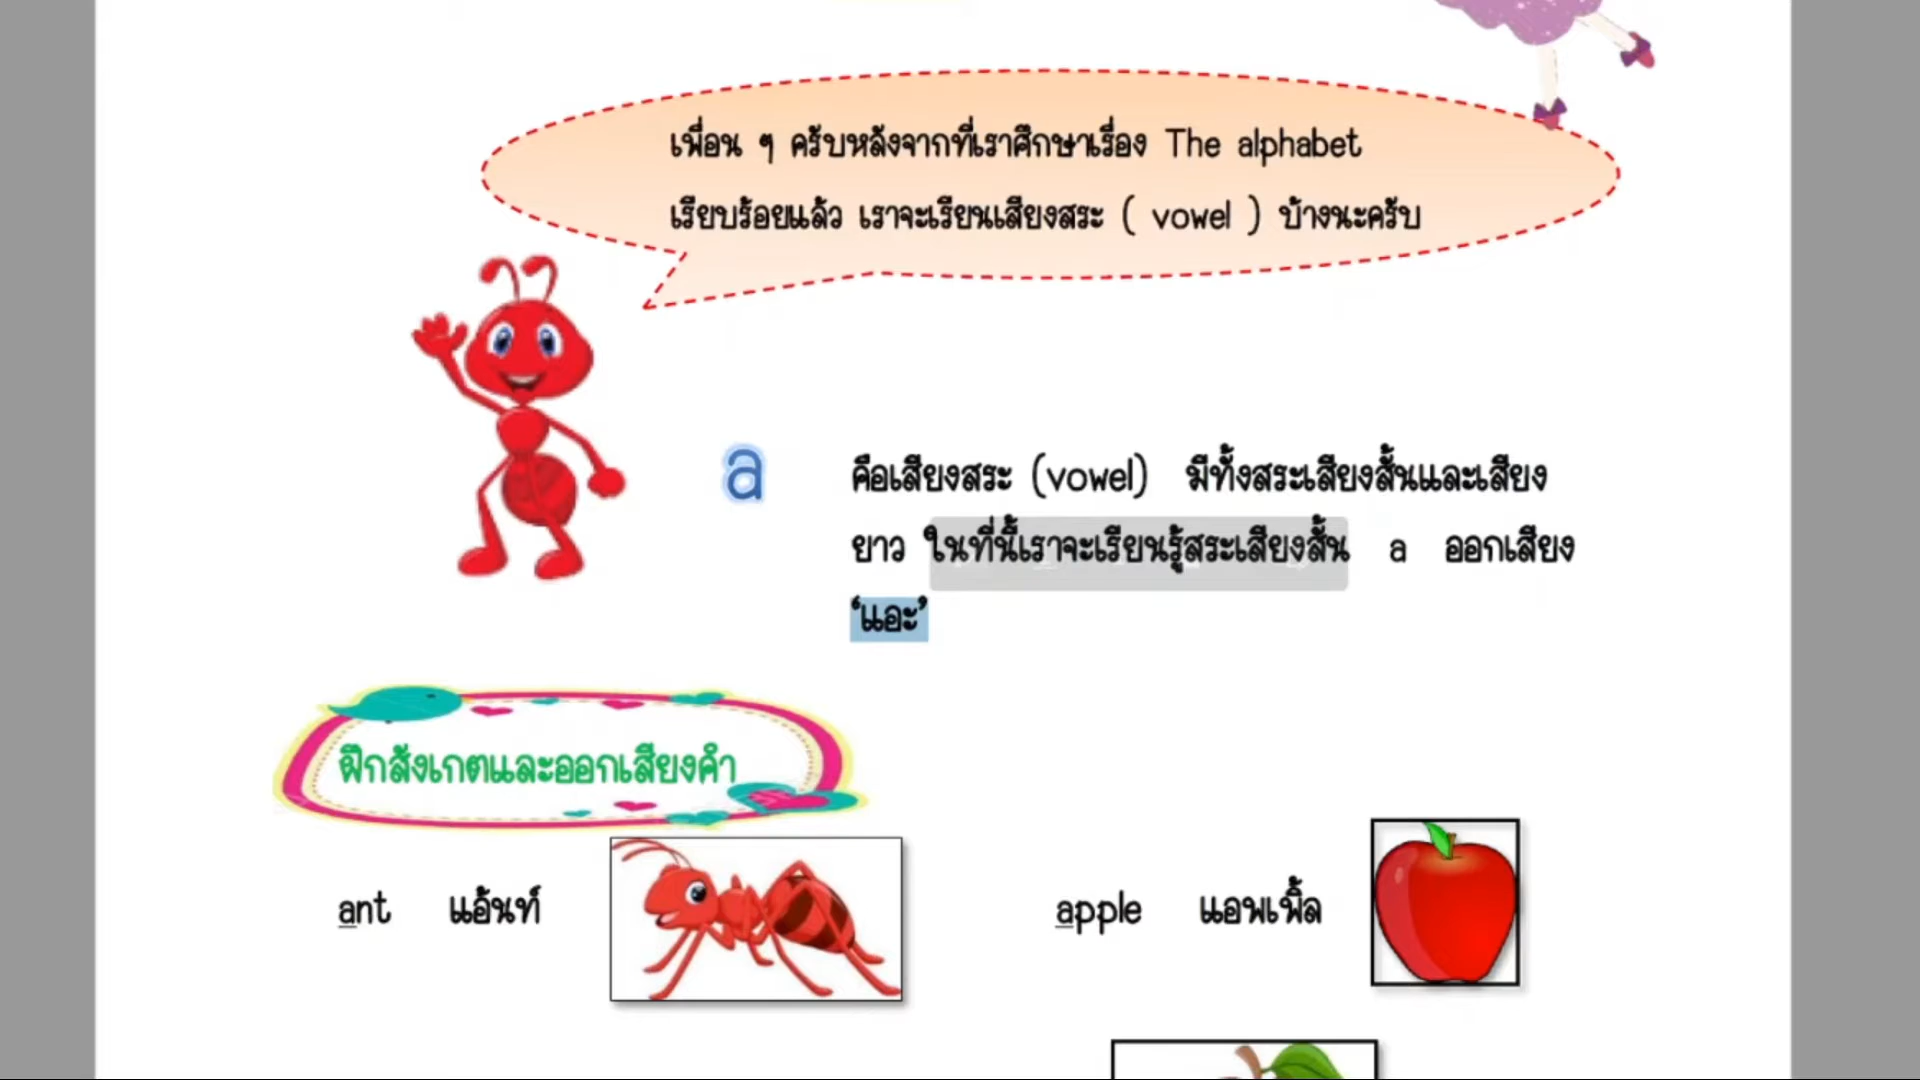 เพื่อน ๆ ครับหลังจากที่เราศึกษาเรื่อง The alphabet
เรียบร้อยแล้ว เราจะเรียนเสียงสระ ( vowel ) บ้างนะครับ
a คือเสียงสระ (vowel) มีทั้งสระเสียงสั้นและเสียง
ยาว ในที่นี้เราจะเรียนรู้สระเสียงสั้น a ออกเสียง
‘แอะ’
ฝึกสังเกตและออกเสียงคำ
ant แอ้นท์ apple แอพเพิ้ล